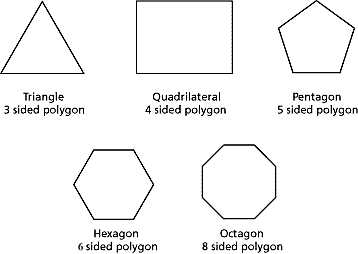 Triangle
3 sided polygon
Quadrilateral
4 sided polygon
Pentagon
5 sided polygon
Hexagon
6 sided polygon
Octagon
8 sided polygon